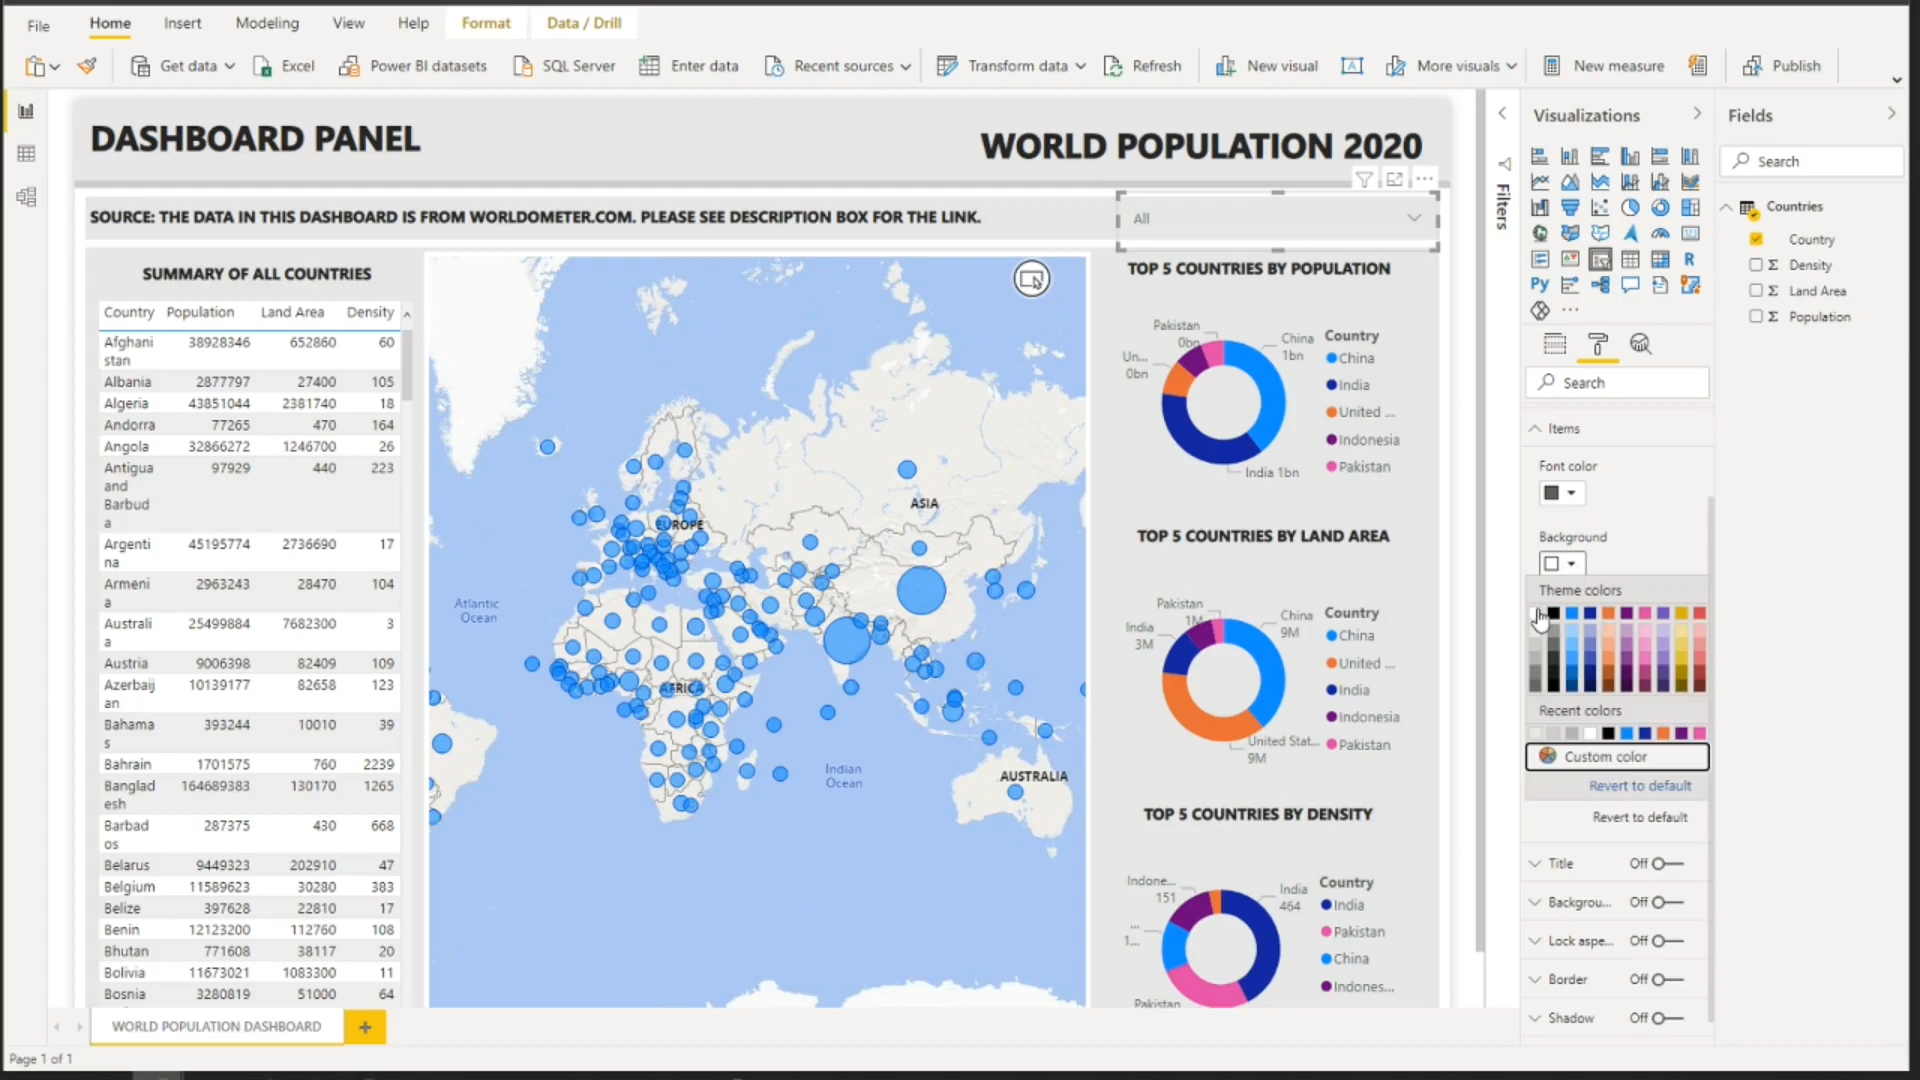 File Home Insert Modeling View Help Format Data / Drill
Get data Excel Power BI datasets SQL Server Enter data Recent sources Transform data Refresh New visual More visuals New measure Publish
DASHBOARD PANEL
WORLD POPULATION 2020
SOURCE: THE DATA IN THIS DASHBOARD IS FROM WORLDOMETER.COM. PLEASE SEE DESCRIPTION BOX FOR THE LINK.
All
SUMMARY OF ALL COUNTRIES
Country Population Land Area Density
Afghani
stan 38928346 652860 60
Albania 2877797 27400 105
Algeria 43851044 2381740 18
Andorra 77265 470 164
Angola 32866272 1246700 26
Antigua 97929 440 223
and
Barbud
a
Argenti 45195774 2736690 17
na
Armeni 2963243 28470 104
a
Australi 25499884 7682300 3
a
Austria 9006398 82409 109
Azerbaij 10139177 82658 123
an
Bahama 393244 10010 39
s
Bahrain 1701575 760 2239
Banglad 164689383 130170 1265
esh
Barbad 287375 430 668
os
Belarus 9449323 202910 47
Belgium 11589623 30280 383
Belize 397628 22810 17
Benin 12123200 112760 108
Bhutan 771608 38117 20
Bolivia 11673021 1083300 11
Bosnia 3280819 51000 64
ASIA
EUROPE
Atlantic
Ocean
AFRICA
Indian
Ocean
AUSTRALIA
TOP 5 COUNTRIES BY POPULATION
Pakistan
0bn
China
1bn
Un...
0bn
India 1bn
Country
China
India
United ...
Indonesia
Pakistan
TOP 5 COUNTRIES BY LAND AREA
Pakistan
1M
China
9M
India
3M
United Stat...
9M
Country
China
United ...
India
Indonesia
Pakistan
TOP 5 COUNTRIES BY DENSITY
Indone...
151
India
464
...
1...
Pakistan
Country
India
Pakistan
China
Indones...
Filters
Visualizations
R
Py
Search
Items
Font color
Background
Theme colors
Recent colors
Custom color
Revert to default
Revert to default
Title Off
Backgrou... Off
Lock aspe... Off
Border Off
Shadow Off
Fields
Search
Countries
Country
Σ Density
Σ Land Area
Σ Population
WORLD POPULATION DASHBOARD
Page 1 of 1